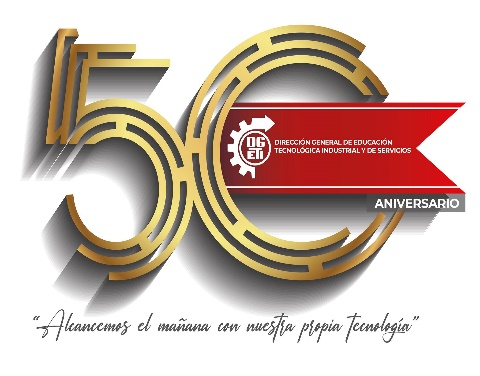 50
DGETI
DIRECCIÓN GENERAL DE EDUCACIÓN
TECNOLÓGICA INDUSTRIAL Y DE SERVICIOS
ANIVERSARIO
“Alcancemos el mañana con nuestra propia tecnología”